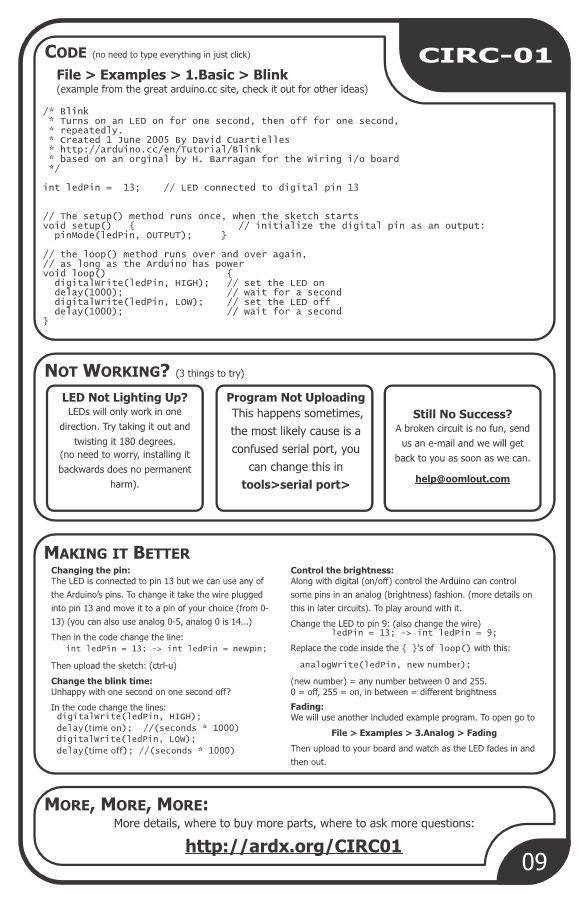 CIRC-01
CODE (no need to type everything in just click)
File > Examples > 1.Basic > Blink
(example from the great arduino.cc site, check it out for other ideas)
/* Blink
 * Turns on an LED on for one second, then off for one second,
 * repeatedly.
 * Created 1 June 2005 By David Cuartielles
 * http://arduino.cc/en/Tutorial/Blink
 * based on an orginal by H. Barragan for the Wiring i/o board
 */
int ledPin =  13;    // LED connected to digital pin 13
// The setup() method runs once, when the sketch starts
void setup()   {                // initialize the digital pin as an output:
  pinMode(ledPin, OUTPUT);     }
// the loop() method runs over and over again,
// as long as the Arduino has power
void loop()                     {
  digitalWrite(ledPin, HIGH);   // set the LED on
  delay(1000);                  // wait for a second
  digitalWrite(ledPin, LOW);    // set the LED off
  delay(1000);                  // wait for a second
}
NOT WORKING? (3 things to try)
LED Not Lighting Up?
LEDs will only work in one
direction. Try taking it out and
twisting it 180 degrees.
(no need to worry, installing it
backwards does no permanent
harm).
Program Not Uploading
This happens sometimes,
the most likely cause is a
confused serial port, you
can change this in
tools>serial port>
Still No Success?
A broken circuit is no fun, send
us an e-mail and we will get
back to you as soon as we can.
help@oomlout.com
MAKING IT BETTER
Changing the pin:
The LED is connected to pin 13 but we can use any of
the Arduino's pins. To change it take the wire plugged
into pin 13 and move it to a pin of your choice (from 0-
13) (you can also use analog 0-5, analog 0 is 14...)
Then in the code change the line:
int ledPin = 13; -> int ledPin = newpin;
Then upload the sketch: (ctrl-u)
Change the blink time:
Unhappy with one second on one second off?
In the code change the lines:
digitalWrite(ledPin, HIGH);
delay(time on);  //(seconds * 1000)
digitalWrite(ledPin, LOW);
delay(time off); //(seconds * 1000)
Control the brightness:
Along with digital (on/off) control the Arduino can control
some pins in an analog (brightness) fashion. (more details on
this in later circuits). To play around with it.
Change the LED to pin 9: (also change the wire)
ledPin = 13; -> int ledPin = 9;
Replace the code inside the { }'s of loop() with this:
analogWrite(ledPin, new number);
(new number) = any number between 0 and 255.
0 = off, 255 = on, in between = different brightness
Fading:
We will use another included example program. To open go to
File > Examples > 3.Analog > Fading
Then upload to your board and watch as the LED fades in and
then out.
MORE, MORE, MORE:
More details, where to buy more parts, where to ask more questions:
http://ardx.org/CIRC01
09